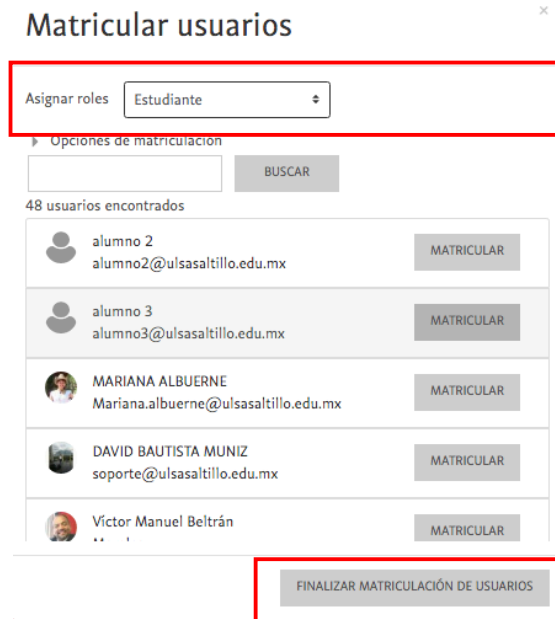 Matricular usuarios
×
Asignar roles Estudiante
Opciones de matriculación
BUSCAR
48 usuarios encontrados
alumno 2
alumno2@ulsasaltillo.edu.mx
MATRICULAR
alumno 3
alumno3@ulsasaltillo.edu.mx
MATRICULAR
MARIANA ALBUERNE
Mariana.albuerne@ulsasaltillo.edu.mx
MATRICULAR
DAVID BAUTISTA MUNIZ
soporte@ulsasaltillo.edu.mx
MATRICULAR
Víctor Manuel Beltrán
MATRICULAR
FINALIZAR MATRICULACIÓN DE USUARIOS